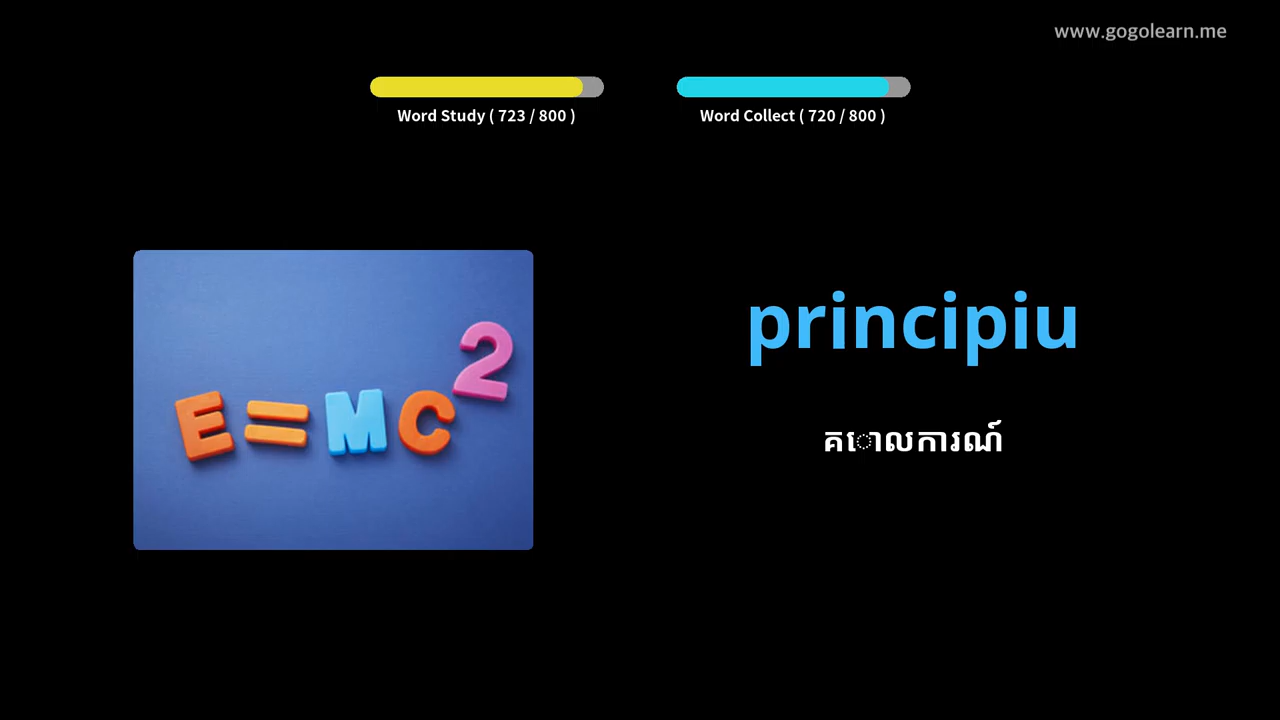 www.gogolearn.me
Word Study ( 723 / 800 )
Word Collect ( 720 / 800 )
principiu
គោលការណ៍
E=MC2